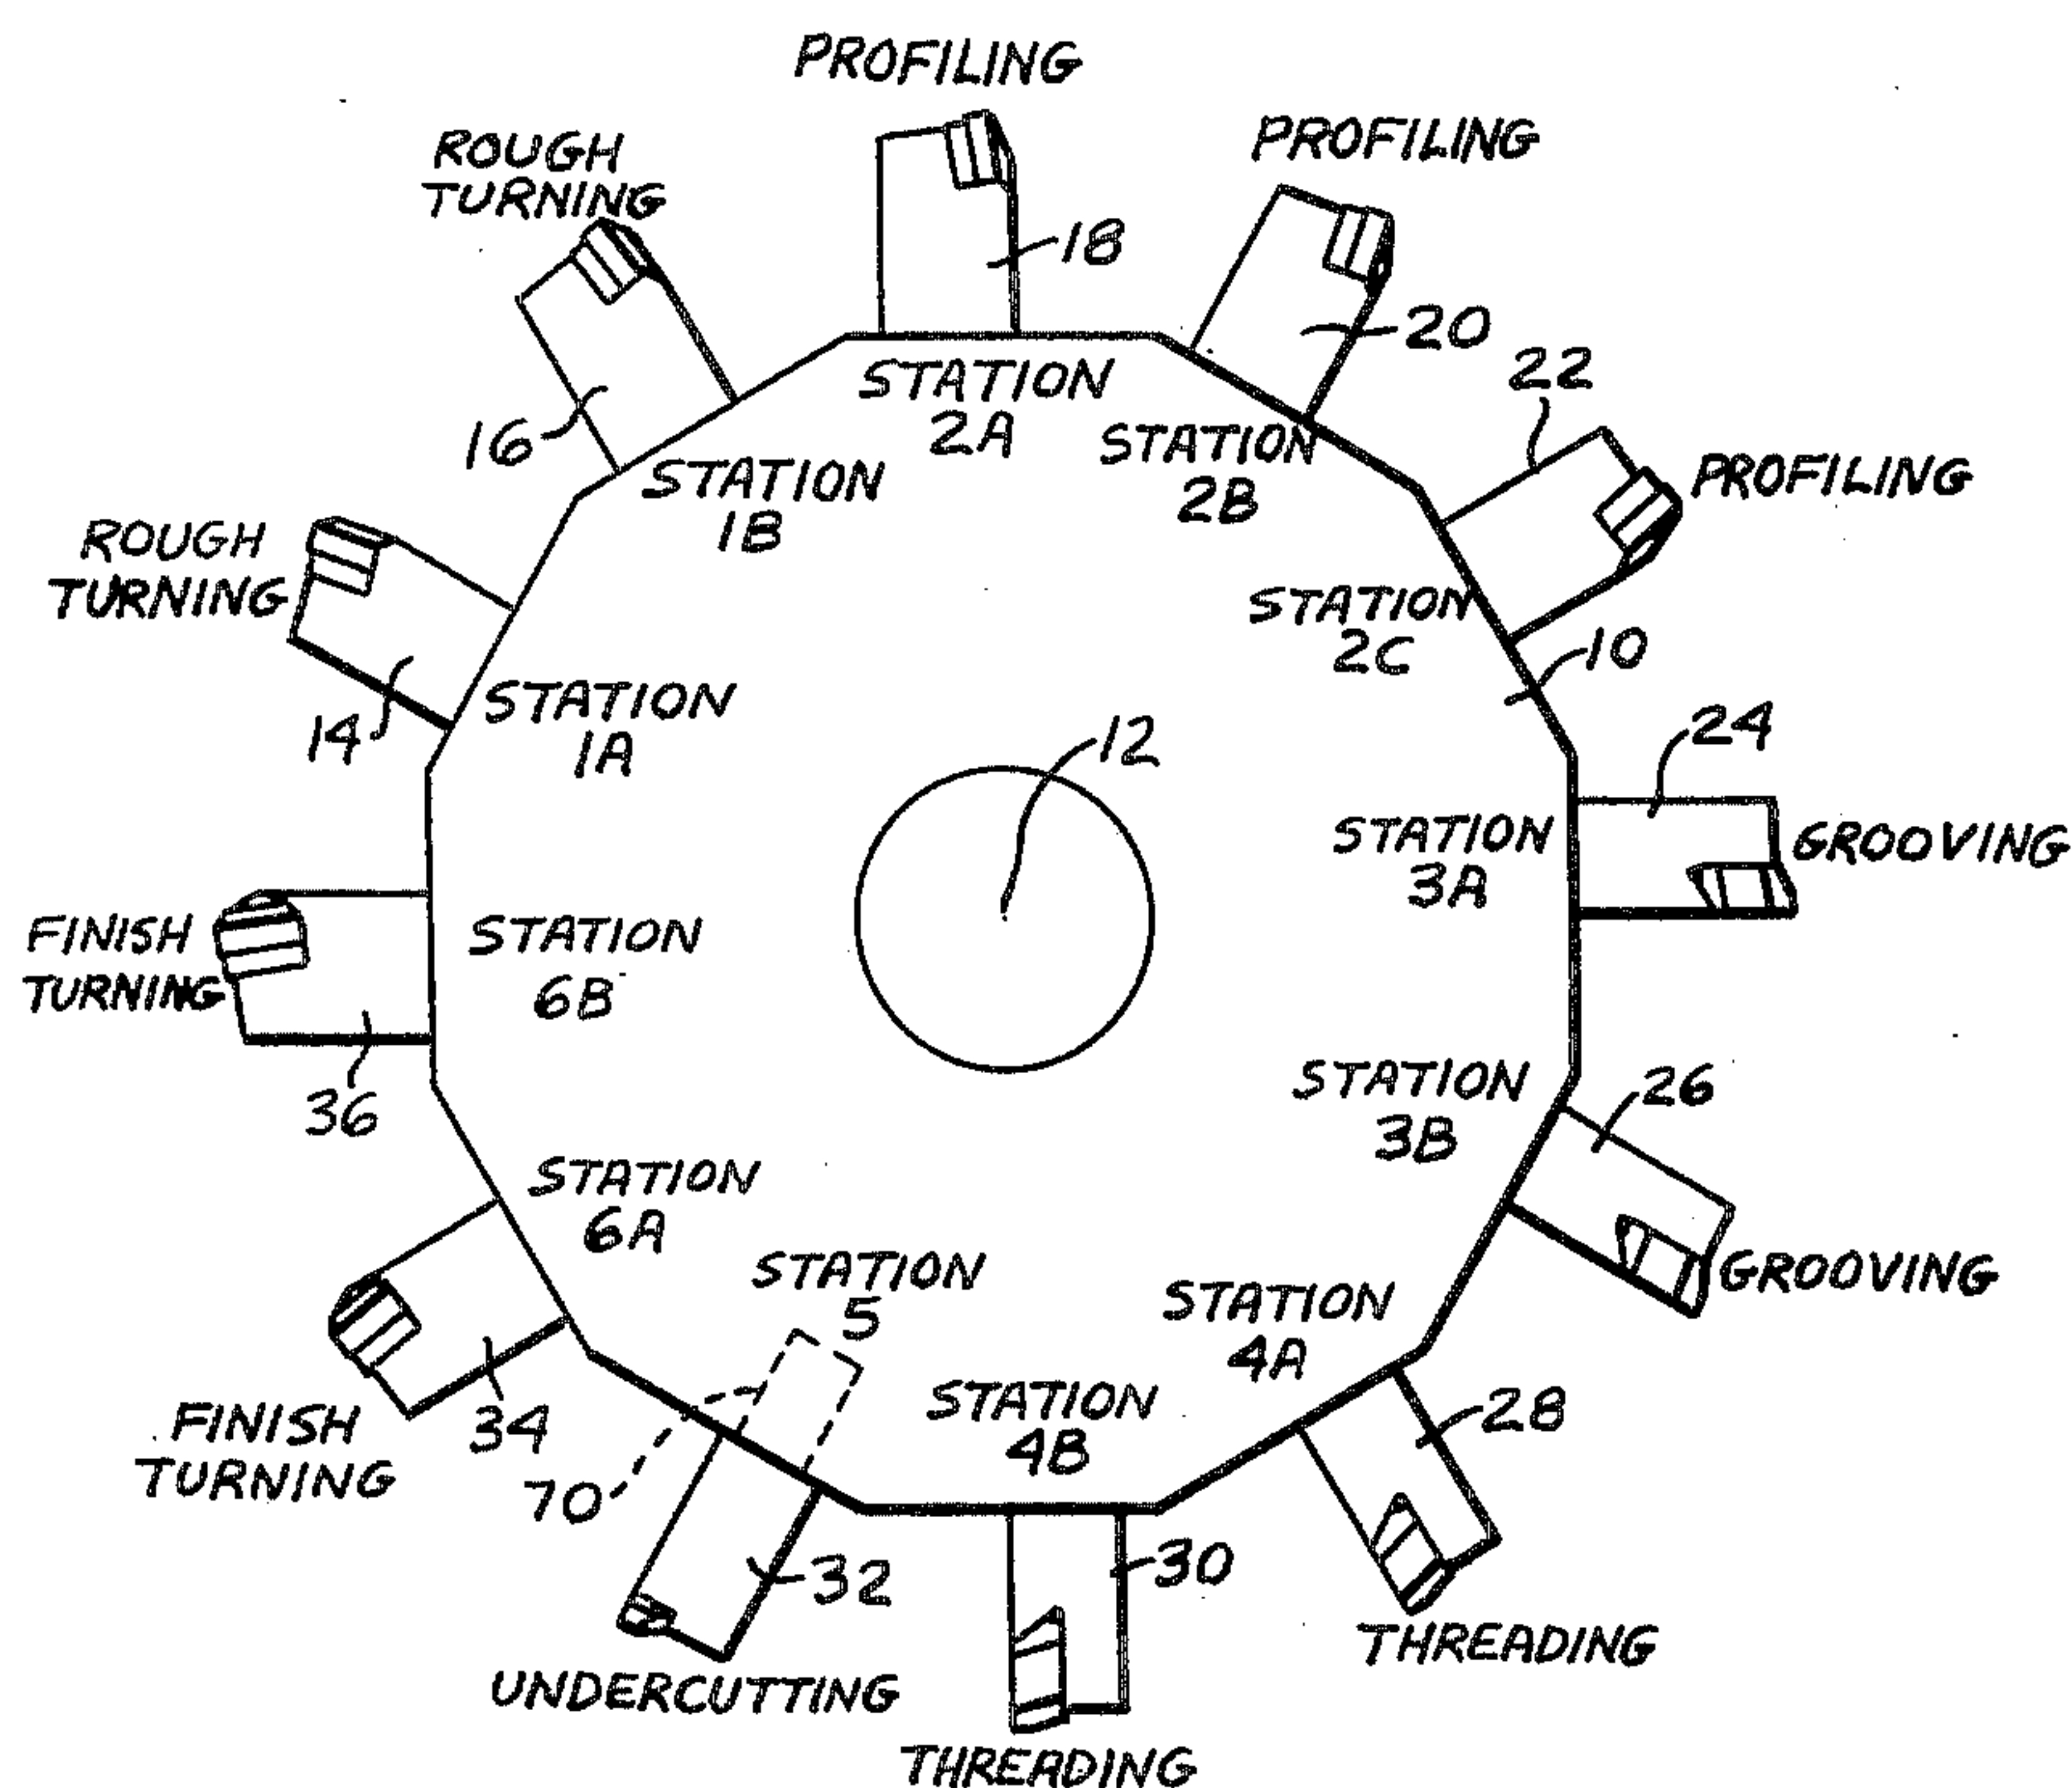 PROFILING
PROFILING
ROUGH
TURNING
18
20
22
STATION
2A
STATION
2B
16
STATION
1B
PROFILING
ROUGH
TURNING
STATION
2C
10
14
STATION
1A
12
24
STATION
3A
GROOVING
FINISH
TURNING
STATION
6B
36
STATION
3B
26
STATION
6A
STATION
5
GROOVING
STATION
4A
34
FINISH
TURNING
STATION
4B
28
70
32
30
THREADING
UNDERCUTTING
THREADING